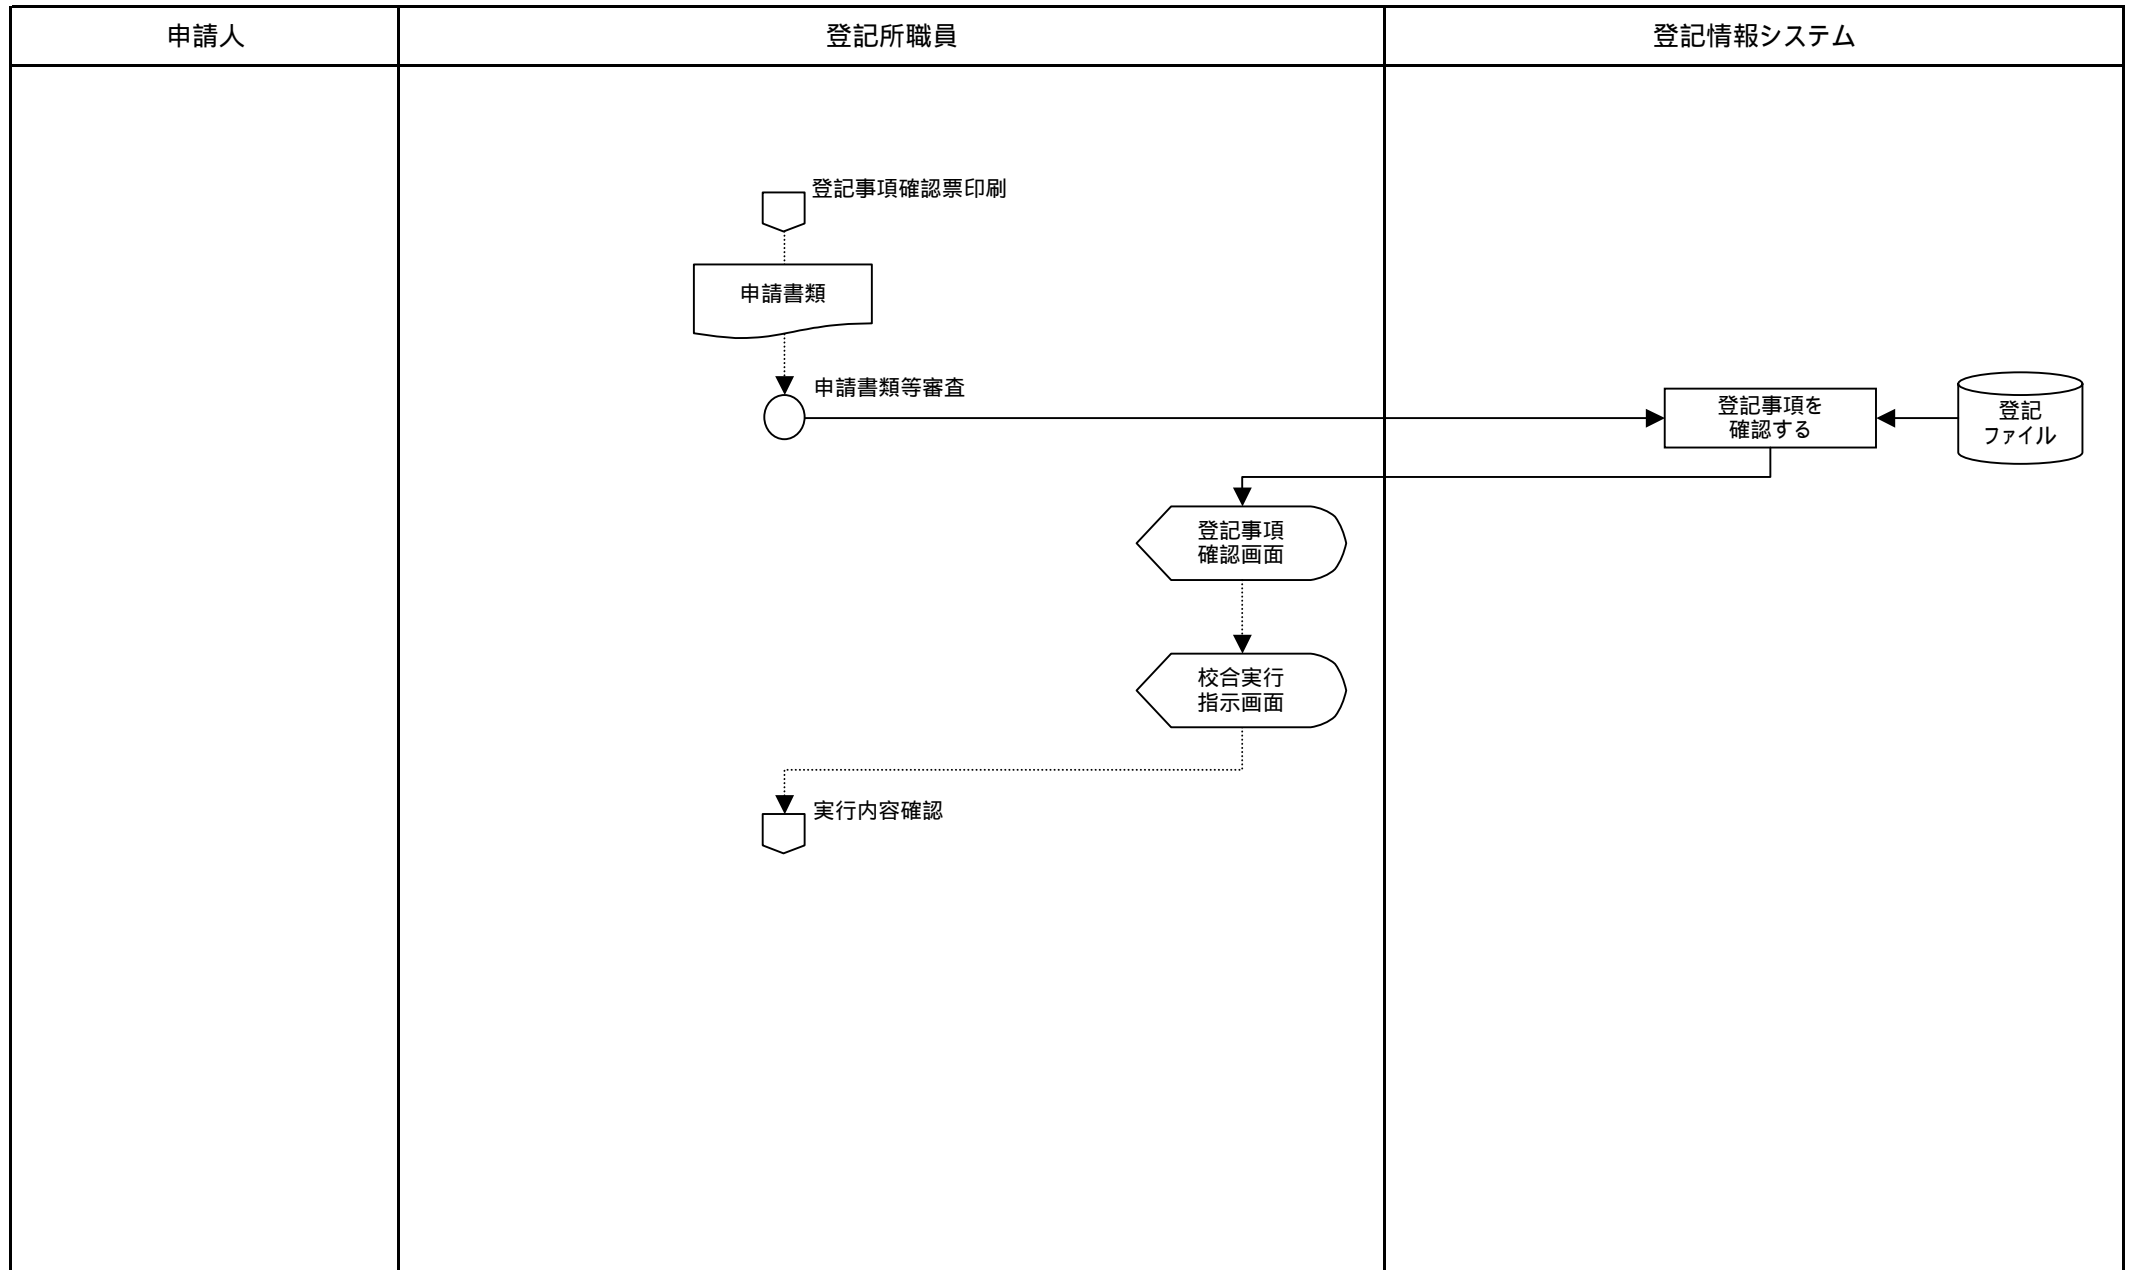 申請人
登記所職員
登記情報システム
登記事項確認票印刷
申請書類
申請書類等審査
登記事項を
確認する
登記
ファイル
登記事項
確認画面
校合実行
指示画面
実行内容確認